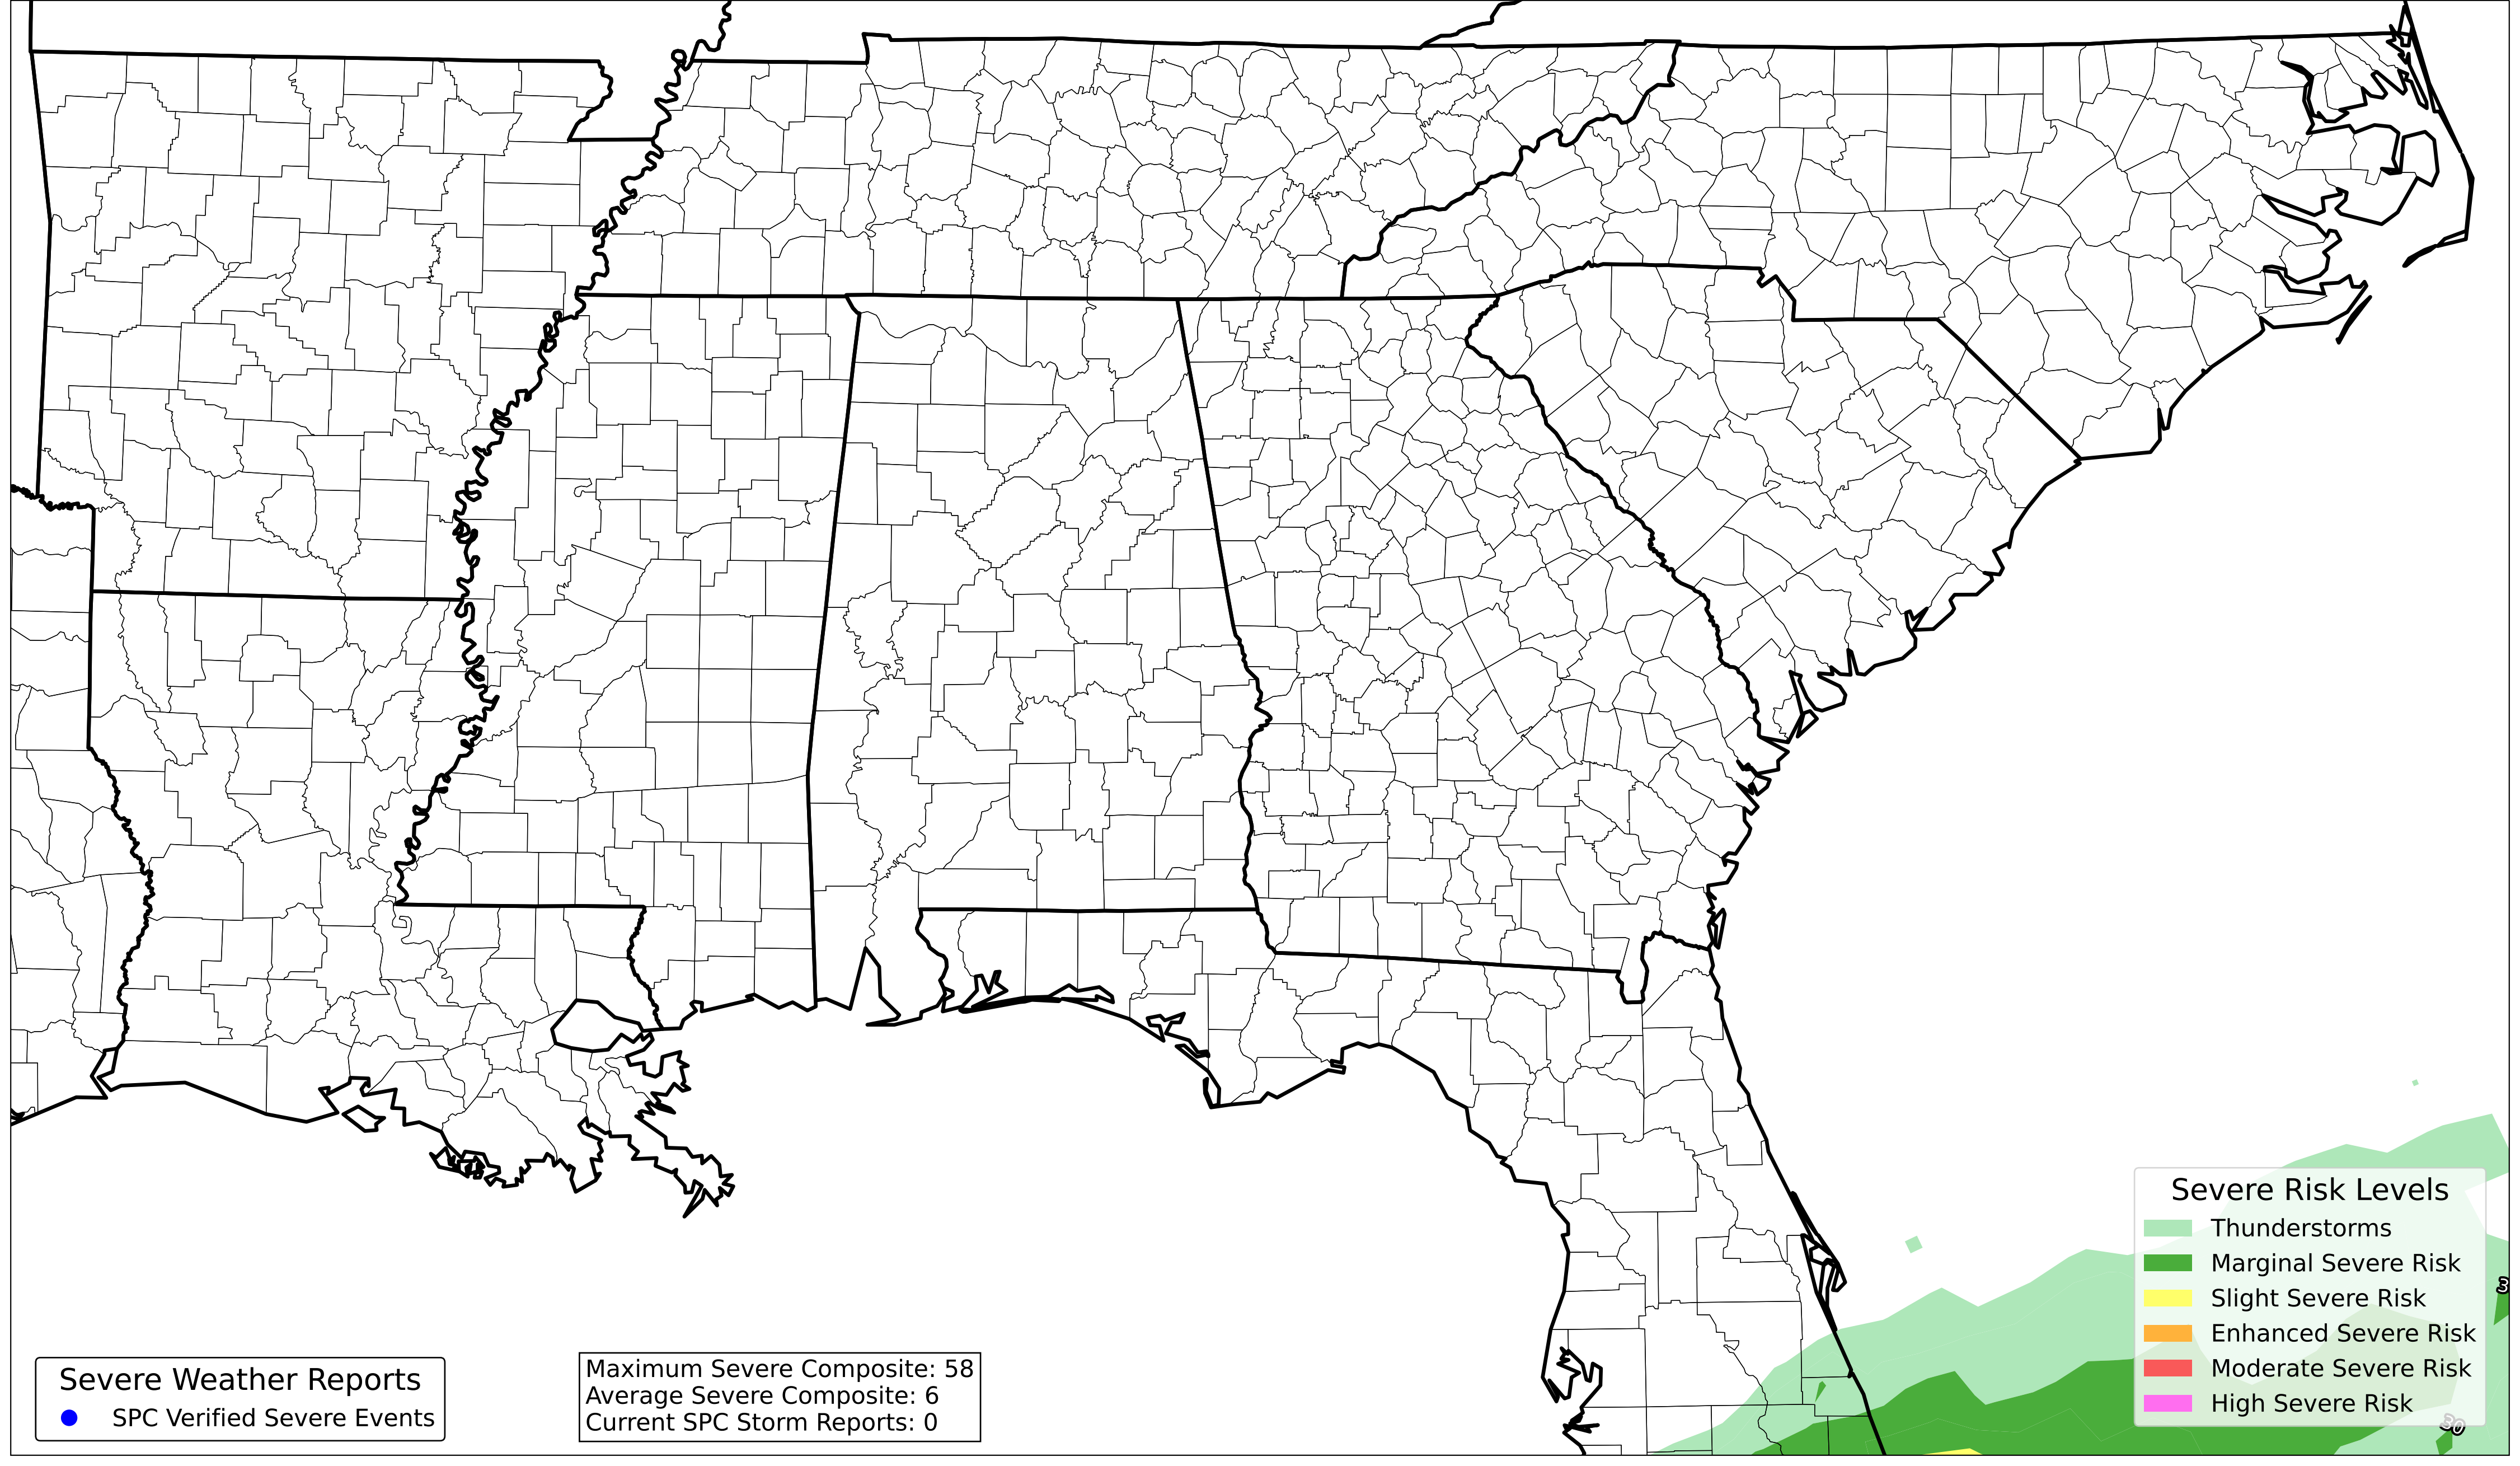 Severe Risk Levels
Thunderstorms
Marginal Severe Risk
Slight Severe Risk
Enhanced Severe Risk
Moderate Severe Risk
High Severe Risk
3
30
Severe Weather Reports
SPC Verified Severe Events
Maximum Severe Composite: 58
Average Severe Composite: 6
Current SPC Storm Reports: 0